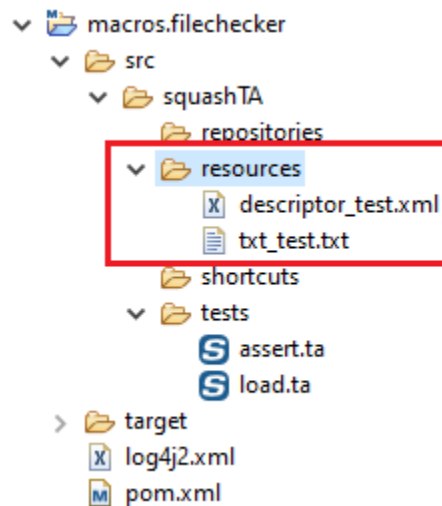 macros.filechecker
src
squashTA
repositories
resources
descriptor_test.xml
txt_test.txt
shortcuts
tests
assert.ta
load.ta
target
log4j2.xml
pom.xml